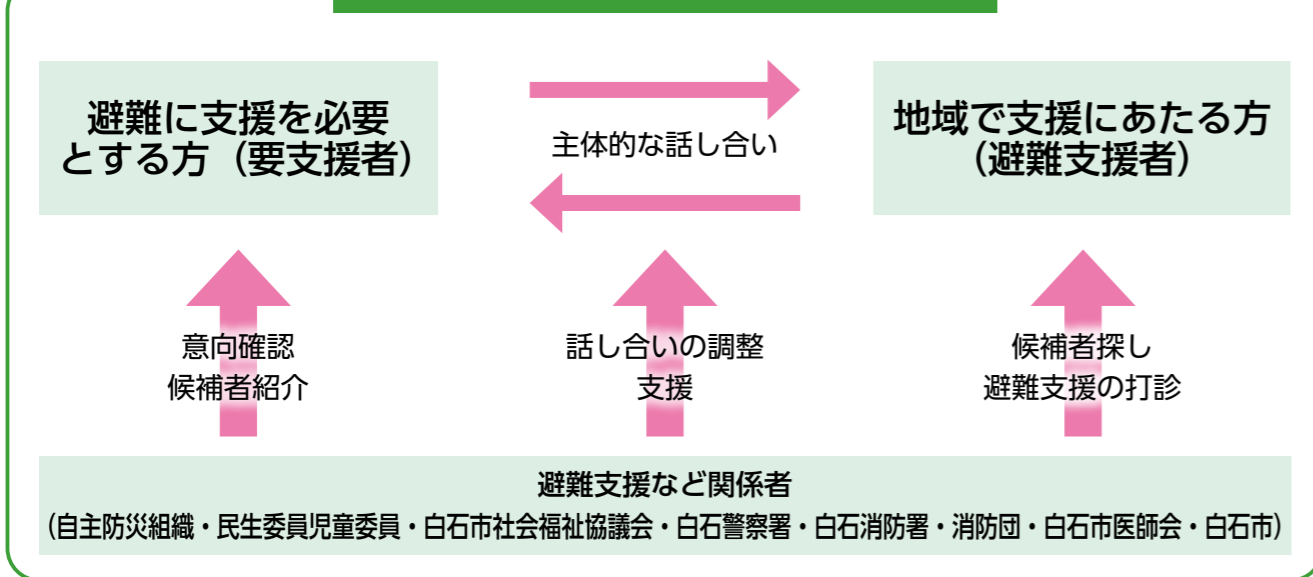 避難に支援を必要
とする方（要支援者）
主体的な話し合い
地域で支援にあたる方
（避難支援者）
意向確認
候補者紹介
話し合いの調整
支援
候補者探し
避難支援の打診
避難支援など関係者
（自主防災組織・民生委員児童委員・白石市社会福祉協議会・白石警察署・白石消防署・消防団・白石市医師会・白石市）